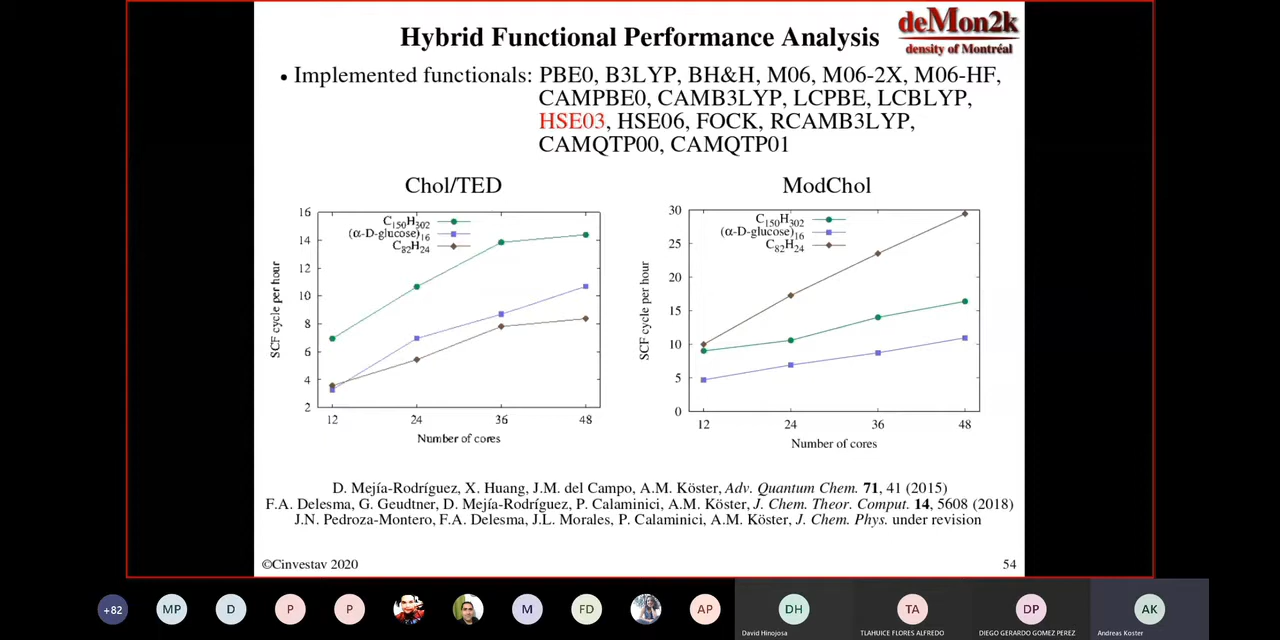 deMon2k
density of Montréal
Hybrid Functional Performance Analysis
• Implemented functionals: PBE0, B3LYP, BH&H, M06, M06-2X, M06-HF,
CAMPBE0, CAMB3LYP, LCPBE, LCBLYP,
HSE03, HSE06, FOCK, RCAMB3LYP,
CAMQTP00, CAMQTP01
Chol/TED
16
14
12
10
8
6
4
2
SCF cycle per hour
C150H302
(α-D-glucose)16
C82H24
12 24 36 48
Number of cores
ModChol
30
25
20
15
10
5
0
SCF cycle per hour
C150H302
(α-D-glucose)16
C82H24
12 24 36 48
Number of cores
D. Mejía-Rodríguez, X. Huang, J.M. del Campo, A.M. Köster, Adv. Quantum Chem. 71, 41 (2015)
F.A. Delesma, G. Geudtner, D. Mejía-Rodríguez, P. Calaminici, A.M. Köster, J. Chem. Theor. Comput. 14, 5608 (2018)
J.N. Pedroza-Montero, F.A. Delesma, J.L. Morales, P. Calaminici, A.M. Köster, J. Chem. Phys. under revision
©Cinvestav 2020
54
+82 MP D P P M FD AP DH TA DP AK
David Hinojosa TLAHUICE FLORES ALFREDO DIEGO GERARDO GOMEZ PEREZ Andreas Koster